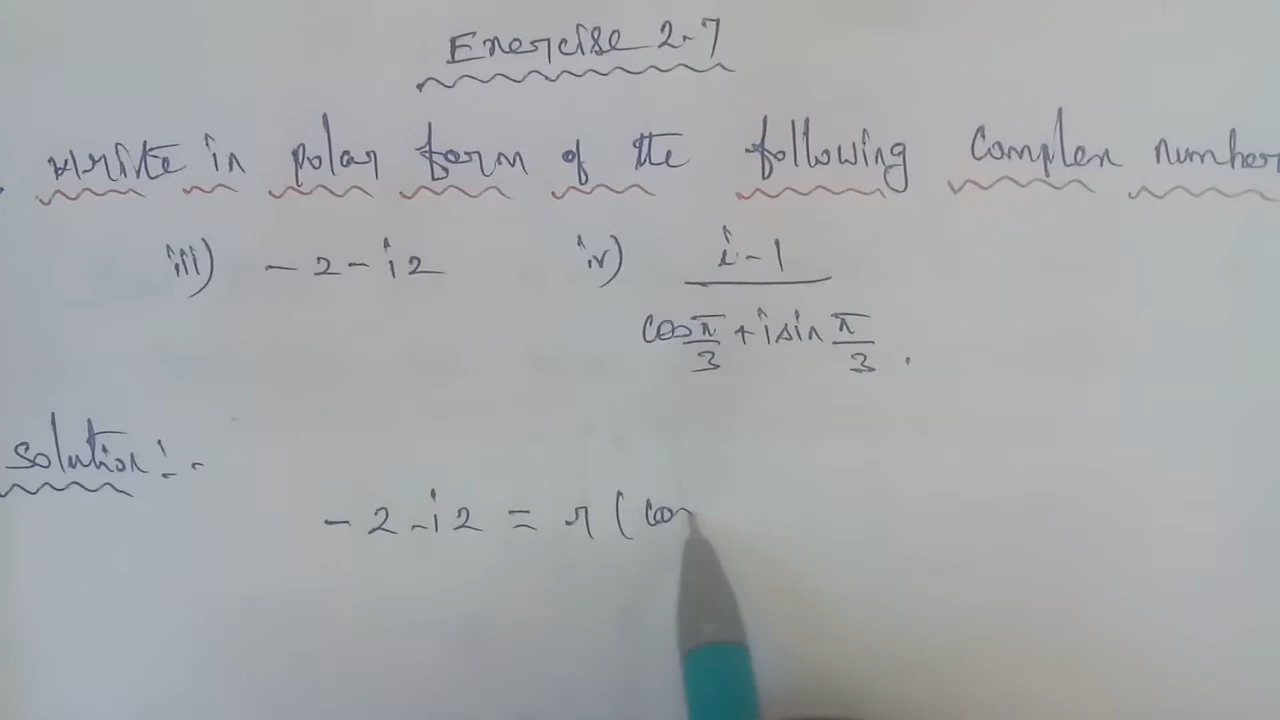 Exercise 2.7
Write in polar form of the following Complex number
iii) -2-i2 iv) i-1 / cos π/3 + i sin π/3 .
Solution:-
-2-i2 = r (cos